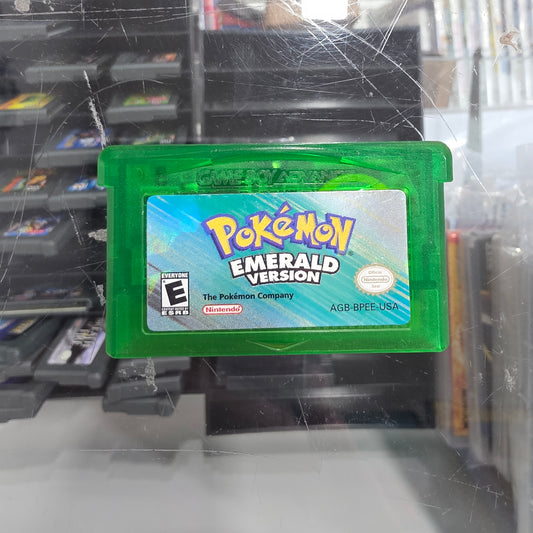 GAME BOY ADVANCE
POKéMON
EMERALD
VERSION
EVERYONE
E
ESRB
The Pokémon Company
Nintendo
Official
Nintendo
Seal
AGB-BPEE-USA